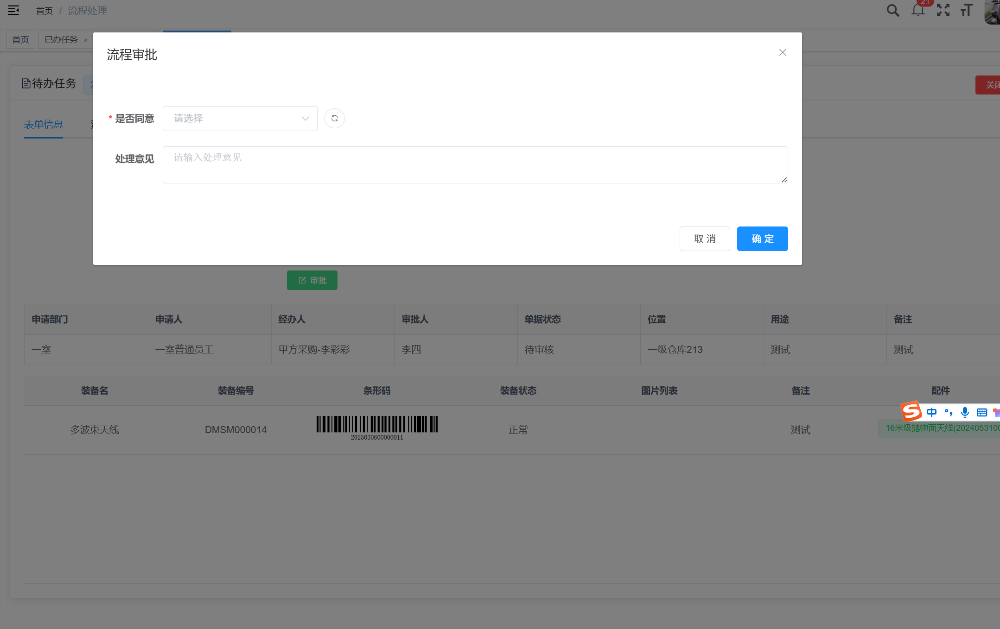 首页 / 流程处理
21
首页
已办任务 ×
流程审批
待办任务
关闭
表单信息
* 是否同意 请选择
处理意见 请输入处理意见
取 消 确 定
审批
申请部门 申请人 经办人 审批人 单据状态 位置 用途 备注
一室 一室普通员工 甲方采购-李彩彩 李四 待审核 一级仓库213 测试 测试
装备名 装备编号 条形码 装备状态 图片列表 备注 配件
中
多波束天线 DMSM000014 2025030600000011 正常 测试 16米级抛物面天线(2024053100